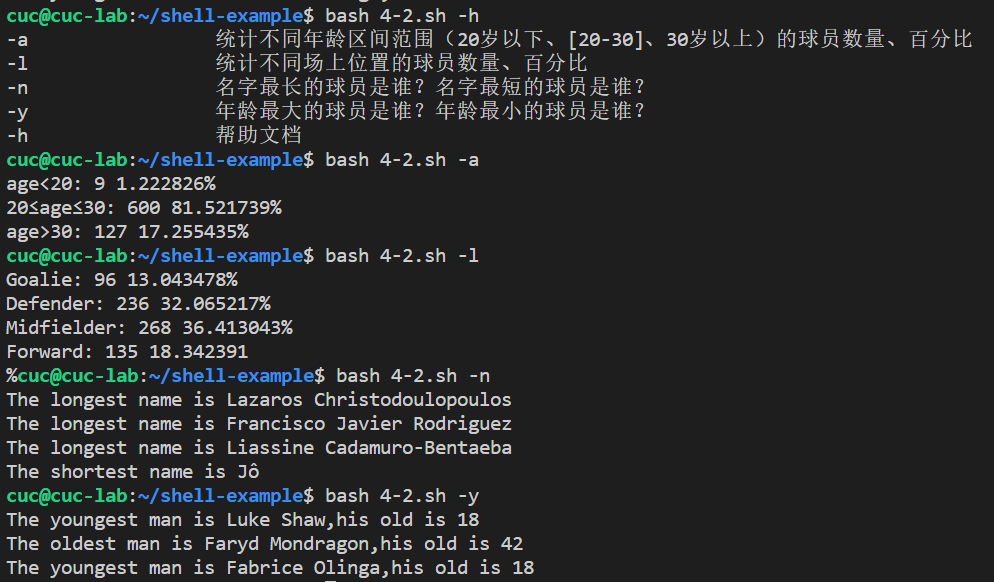 cuc@cuc-lab:~/shell-example$ bash 4-2.sh -h
-a 统计不同年龄区间范围（20岁以下、[20-30]、30岁以上）的球员数量、百分比
-l 统计不同场上位置的球员数量、百分比
-n 名字最长的球员是谁？名字最短的球员是谁？
-y 年龄最大的球员是谁？年龄最小的球员是谁？
-h 帮助文档
cuc@cuc-lab:~/shell-example$ bash 4-2.sh -a
age<20: 9 1.222826%
20≤age≤30: 600 81.521739%
age>30: 127 17.255435%
cuc@cuc-lab:~/shell-example$ bash 4-2.sh -l
Goalie: 96 13.043478%
Defender: 236 32.065217%
Midfielder: 268 36.413043%
Forward: 135 18.342391
%cuc@cuc-lab:~/shell-example$ bash 4-2.sh -n
The longest name is Lazaros Christodoulopoulos
The longest name is Francisco Javier Rodriguez
The longest name is Liassine Cadamuro-Bentaeba
The shortest name is Jô
cuc@cuc-lab:~/shell-example$ bash 4-2.sh -y
The youngest man is Luke Shaw,his old is 18
The oldest man is Faryd Mondragon,his old is 42
The youngest man is Fabrice Olinga,his old is 18